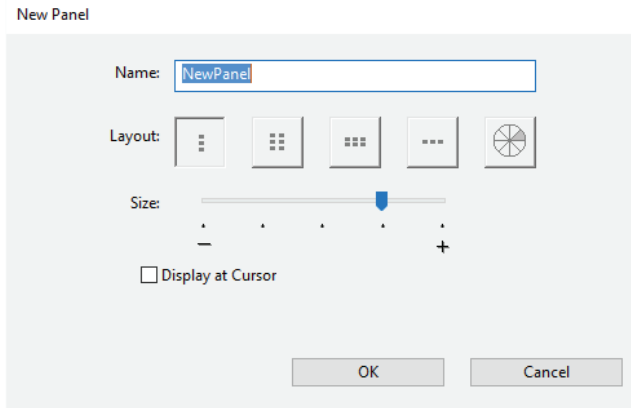 New Panel
Name: NewPanel
Layout:
Size:
− +
Display at Cursor
OK Cancel